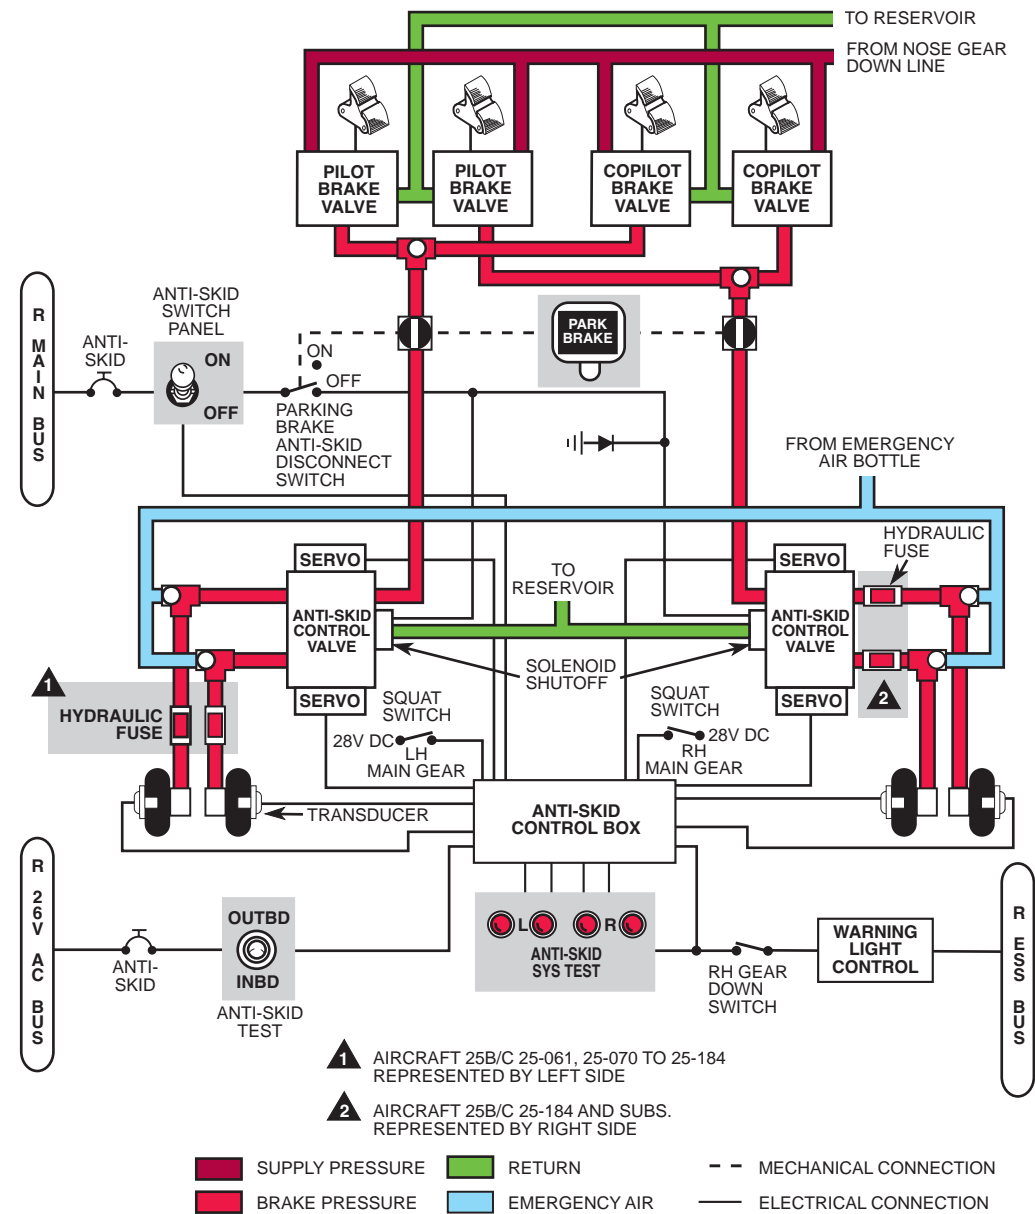 TO RESERVOIR
FROM NOSE GEAR
DOWN LINE
PILOT
BRAKE
VALVE
PILOT
BRAKE
VALVE
COPILOT
BRAKE
VALVE
COPILOT
BRAKE
VALVE
R MAIN BUS
ANTI-
SKID
ANTI-SKID
SWITCH
PANEL
ON
OFF
ON
OFF
PARKING
BRAKE
ANTI-SKID
DISCONNECT
SWITCH
PARK
BRAKE
FROM EMERGENCY
AIR BOTTLE
HYDRAULIC
FUSE
SERVO
ANTI-SKID
CONTROL
VALVE
SERVO
TO
RESERVOIR
SOLENOID
SHUTOFF
SERVO
ANTI-SKID
CONTROL
VALVE
SERVO
1
HYDRAULIC
FUSE
2
SQUAT
SWITCH
28V DC
LH
MAIN GEAR
SQUAT
SWITCH
28V DC
RH
MAIN GEAR
TRANSDUCER
ANTI-SKID
CONTROL BOX
R 26V AC BUS
ANTI-
SKID
OUTBD
INBD
ANTI-SKID
TEST
L R
ANTI-SKID
SYS TEST
RH GEAR
DOWN
SWITCH
WARNING
LIGHT
CONTROL
R ESS BUS
1 AIRCRAFT 25B/C 25-061, 25-070 TO 25-184
REPRESENTED BY LEFT SIDE
2 AIRCRAFT 25B/C 25-184 AND SUBS.
REPRESENTED BY RIGHT SIDE
SUPPLY PRESSURE
RETURN
MECHANICAL CONNECTION
BRAKE PRESSURE
EMERGENCY AIR
ELECTRICAL CONNECTION